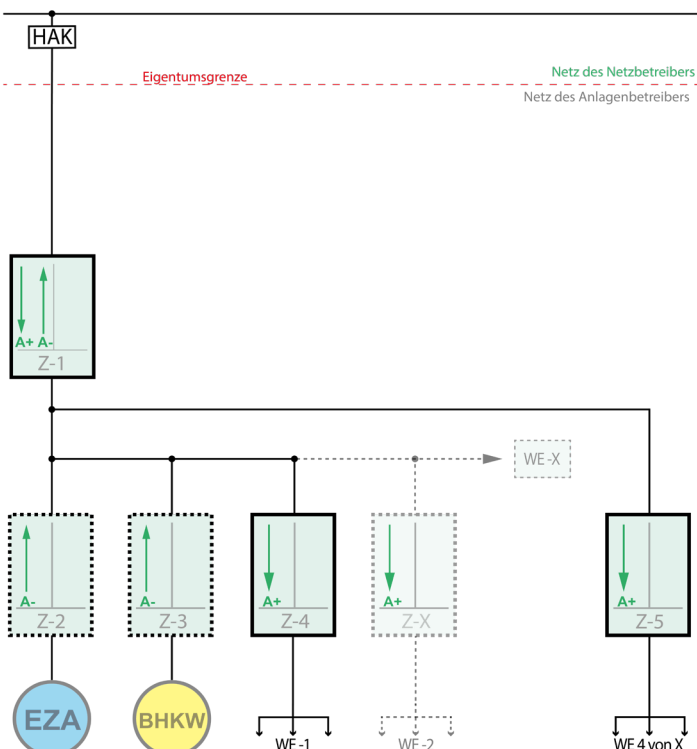 HAK
Eigentumsgrenze
Netz des Netzbetreibers
Netz des Anlagenbetreibers
A+ A-
Z-1
WE-X
A-
Z-2
A-
Z-3
A+
Z-4
A+
Z-X
A+
Z-5
EZA
BHKW
WE-1
WE-2
WE 4 von X